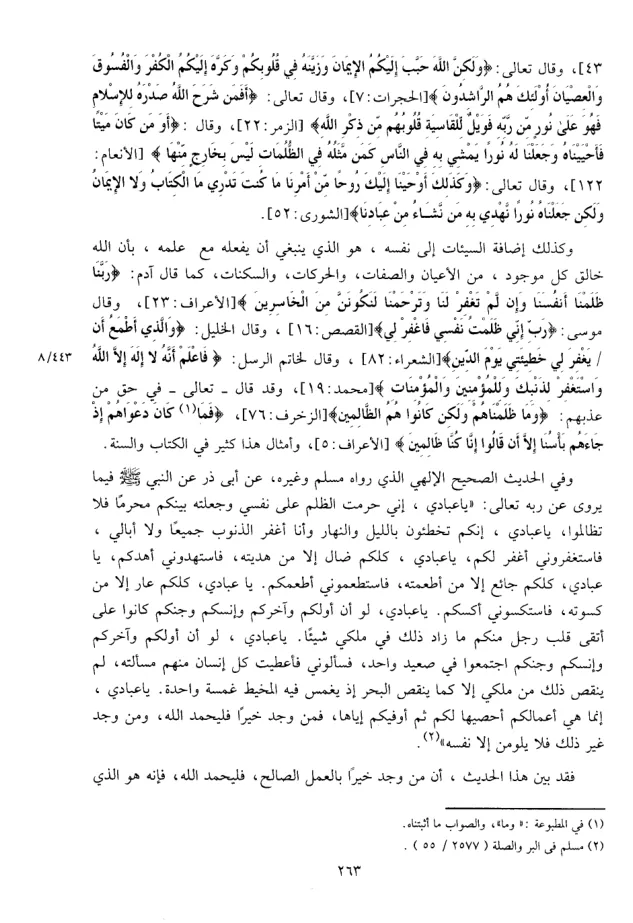 ٤٣]، وقال تعالى: ﴿وَلَكِنَّ اللَّهَ حَبَّبَ إِلَيْكُمُ الإِيمَانَ وَزَيَّنَهُ فِي قُلُوبِكُمْ وَكَرَّهَ إِلَيْكُمُ الْكُفْرَ وَالْفُسُوقَ
وَالْعِصْيَانَ أُوْلَئِكَ هُمُ الرَّاشِدُونَ ﴾[الحجرات:٧]، وقال تعالى: ﴿أَفَمَن شَرَحَ اللَّهُ صَدْرَهُ لِلإِسْلامِ
فَهُوَ عَلَىٰ نُورٍ مِّن رَّبِّهِ فَوَيْلٌ لِّلْقَاسِيَةِ قُلُوبُهُم مِّن ذِكْرِ اللَّهِ﴾ [الزمر:٢٢]، وقال :﴿أَوَ مَن كَانَ مَيْتًا
فَأَحْيَيْنَاهُ وَجَعَلْنَا لَهُ نُورًا يَمْشِي بِهِ فِي النَّاسِ كَمَن مَّثَلُهُ فِي الظُّلُمَاتِ لَيْسَ بِخَارِجٍ مِّنْهَا ﴾ [الأنعام:
١٢٢]، وقال تعالى: ﴿وَكَذَلِكَ أَوْحَيْنَا إِلَيْكَ رُوحًا مِّنْ أَمْرِنَا مَا كُنتَ تَدْرِي مَا الْكِتَابُ وَلا الإِيمَانُ
وَلَكِن جَعَلْنَاهُ نُورًا نَّهْدِي بِهِ مَن نَّشَاءُ مِنْ عِبَادِنَا﴾[الشورى:٥٢].
وكذلك إضافة السيئات إلى نفسه ، هو الذي ينبغي أن يفعله مع علمه ، بأن الله
خالق كل موجود ، من الأعيان والصفات، والحركات، والسكنات، كما قال آدم: ﴿رَبَّنَا
ظَلَمْنَا أَنفُسَنَا وَإِن لَّمْ تَغْفِرْ لَنَا وَتَرْحَمْنَا لَنَكُونَنَّ مِنَ الْخَاسِرِينَ ﴾[الأعراف:٢٣]، وقال
موسى:﴿رَبِّ إِنِّي ظَلَمْتُ نَفْسِي فَاغْفِرْ لِي﴾[القصص:١٦] ، وقال الخليل: ﴿وَالَّذِي أَطْمَعُ أَن
٨/٤٤٣ / يَغْفِرَ لِي خَطِيئَتِي يَوْمَ الدِّينِ﴾[الشعراء:٨٢] ، وقال لخاتم الرسل: ﴿ فَاعْلَمْ أَنَّهُ لا إِلَهَ إِلاَّ اللَّهُ
وَاسْتَغْفِرْ لِذَنْبِكَ وَلِلْمُؤْمِنِينَ وَالْمُؤْمِنَاتِ ﴾[محمد:١٩]، وقد قال ـ تعالى ـ في حق من
عذبهم: ﴿وَمَا ظَلَمْنَاهُمْ وَلَكِن كَانُوا هُمُ الظَّالِمِينَ﴾[الزخرف:٧٦]، ﴿فَمَا(١) كَانَ دَعْوَاهُمْ إِذْ
جَاءَهُم بَأْسُنَا إِلاَّ أَن قَالُوا إِنَّا كُنَّا ظَالِمِينَ ﴾ [الأعراف:٥]، وأمثال هذا كثير في الكتاب والسنة.
وفي الحديث الصحيح الإلهي الذي رواه مسلم وغيره، عن أبى ذر عن النبي ﷺ فيما
يروى عن ربه تعالى: «ياعبادي ، إني حرمت الظلم على نفسي وجعلته بينكم محرمًا فلا
تظالموا، ياعبادي ، إنكم تخطئون بالليل والنهار وأنا أغفر الذنوب جميعًا ولا أبالي ،
فاستغفروني أغفر لكم، ياعبادي ، كلكم ضال إلا من هديته، فاستهدوني أهدكم، يا
عبادي، كلكم جائع إلا من أطعمته، فاستطعموني أطعمكم. يا عبادي، كلكم عار إلا من
كسوته، فاستكسوني أكسكم. ياعبادي، لو أن أولكم وآخركم وإنسكم وجنكم كانوا على
أتقى قلب رجل منكم ما زاد ذلك في ملكي شيئًا. ياعبادي ، لو أن أولكم وآخركم
وإنسكم وجنكم اجتمعوا في صعيد واحد، فسألوني فأعطيت كل إنسان منهم مسألته، لم
ينقص ذلك من ملكي إلا كما ينقص البحر إذ يغمس فيه المخيط غمسة واحدة. ياعبادي ،
إنما هي أعمالكم أحصيها لكم ثم أوفيكم إياها، فمن وجد خيرًا فليحمد الله، ومن وجد
غير ذلك فلا يلومن إلا نفسه»(٢).
فقد بين هذا الحديث ، أن من وجد خيرًا بالعمل الصالح، فليحمد الله، فإنه هو الذي
(١) في المطبوعة :« وما»، والصواب ما أثبتناه.
(٢) مسلم فى البر والصلة ( ٢٥٧٧ / ٥٥ ) .
٢٦٣